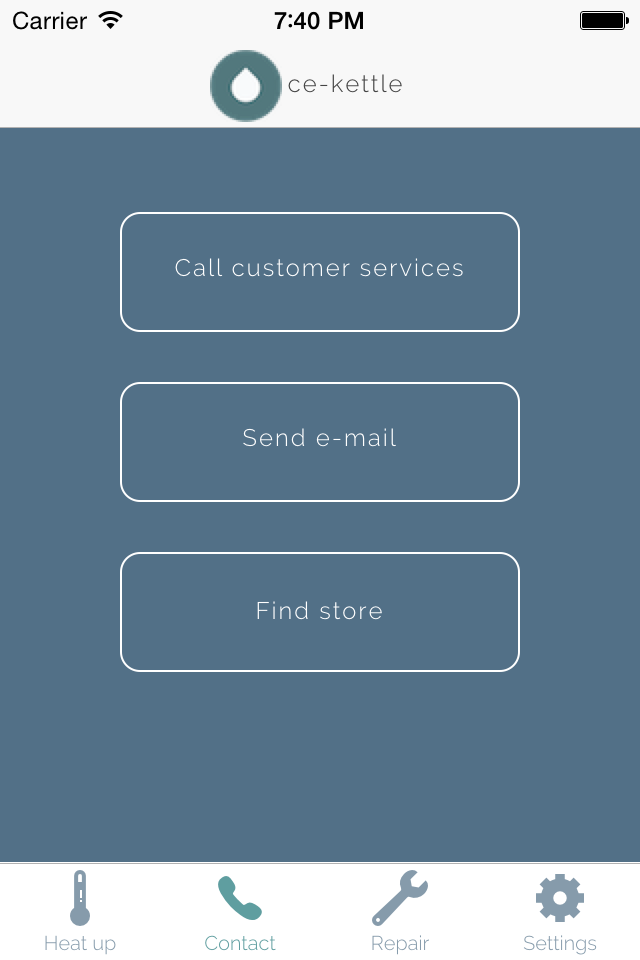 Carrier 7:40 PM
ce-kettle
Call customer services
Send e-mail
Find store
Heat up Contact Repair Settings